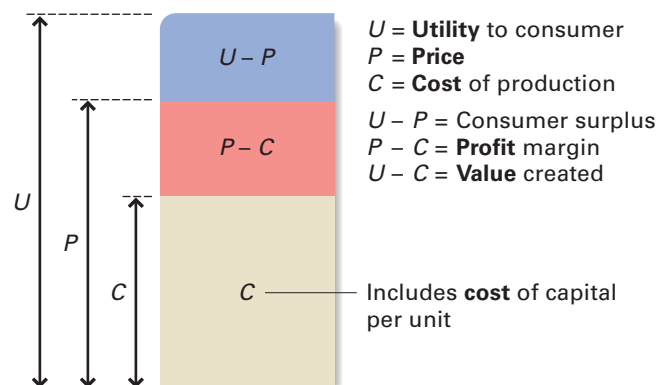 U = Utility to consumer
P = Price
C = Cost of production
U – P = Consumer surplus
P – C = Profit margin
U – C = Value created
U – P
P – C
U
P
C
C
Includes cost of capital
per unit